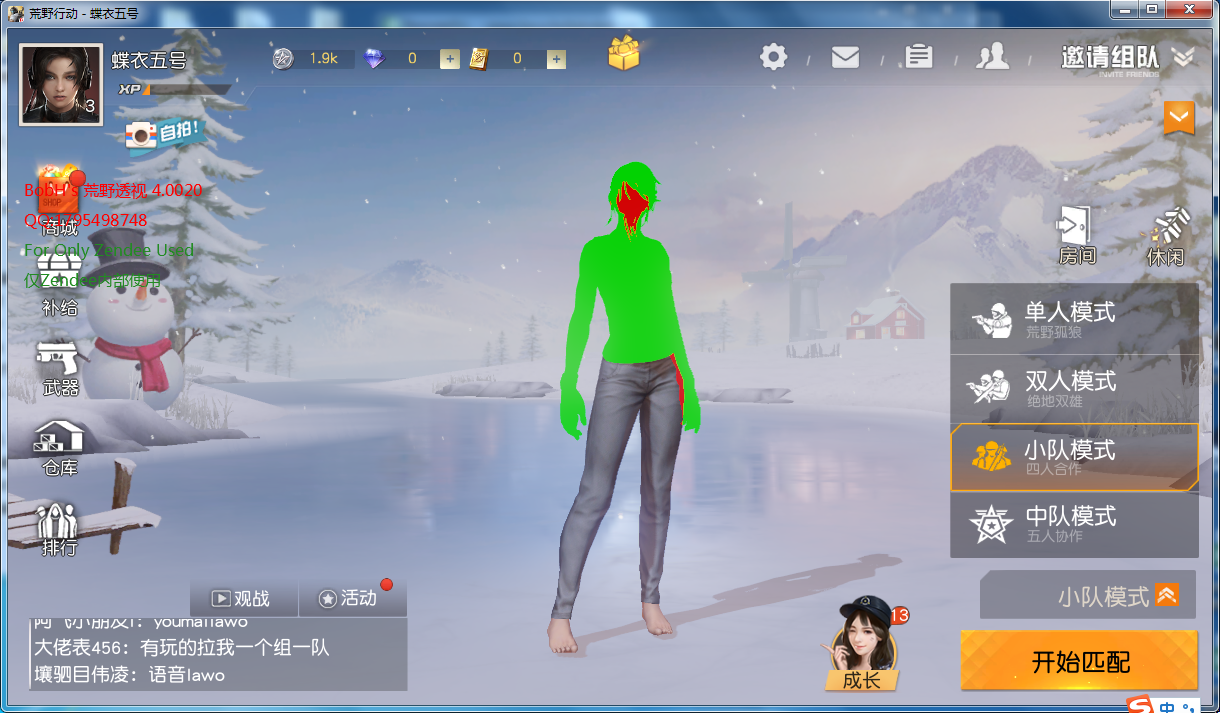 荒野行动 - 蝶衣五号
蝶衣五号
1.9k
0
0
邀请组队
INVITE FRIENDS
3
XP
自拍!
SHOP
BobH's 荒野透视 4.0020
商城
For Only Zendee Used
仅Zendee内部使用
补给
房间
休闲
单人模式
荒野孤狼
武器
双人模式
绝地双雄
小队模式
四人合作
仓库
中队模式
五人协作
排行
观战
活动
小队模式
13
大佬表456：有玩的拉我一个组一队
壤驷目伟凌：语音lawo
成长
开始匹配
中